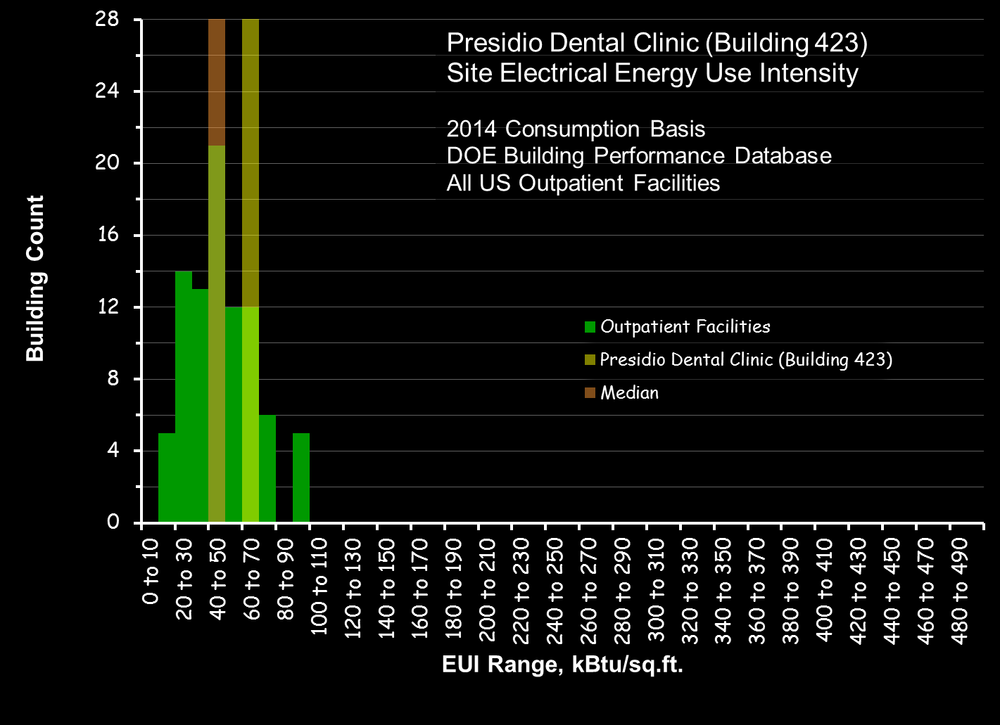 Presidio Dental Clinic (Building 423)
Site Electrical Energy Use Intensity
2014 Consumption Basis
DOE Building Performance Database
All US Outpatient Facilities
Building Count
28
24
20
16
12
8
4
0
Outpatient Facilities
Presidio Dental Clinic (Building 423)
Median
0 to 10
20 to 30
40 to 50
60 to 70
80 to 90
100 to 110
120 to 130
140 to 150
160 to 170
180 to 190
200 to 210
220 to 230
240 to 250
260 to 270
280 to 290
300 to 310
320 to 330
340 to 350
360 to 370
380 to 390
400 to 410
420 to 430
440 to 450
460 to 470
480 to 490
EUI Range, kBtu/sq.ft.